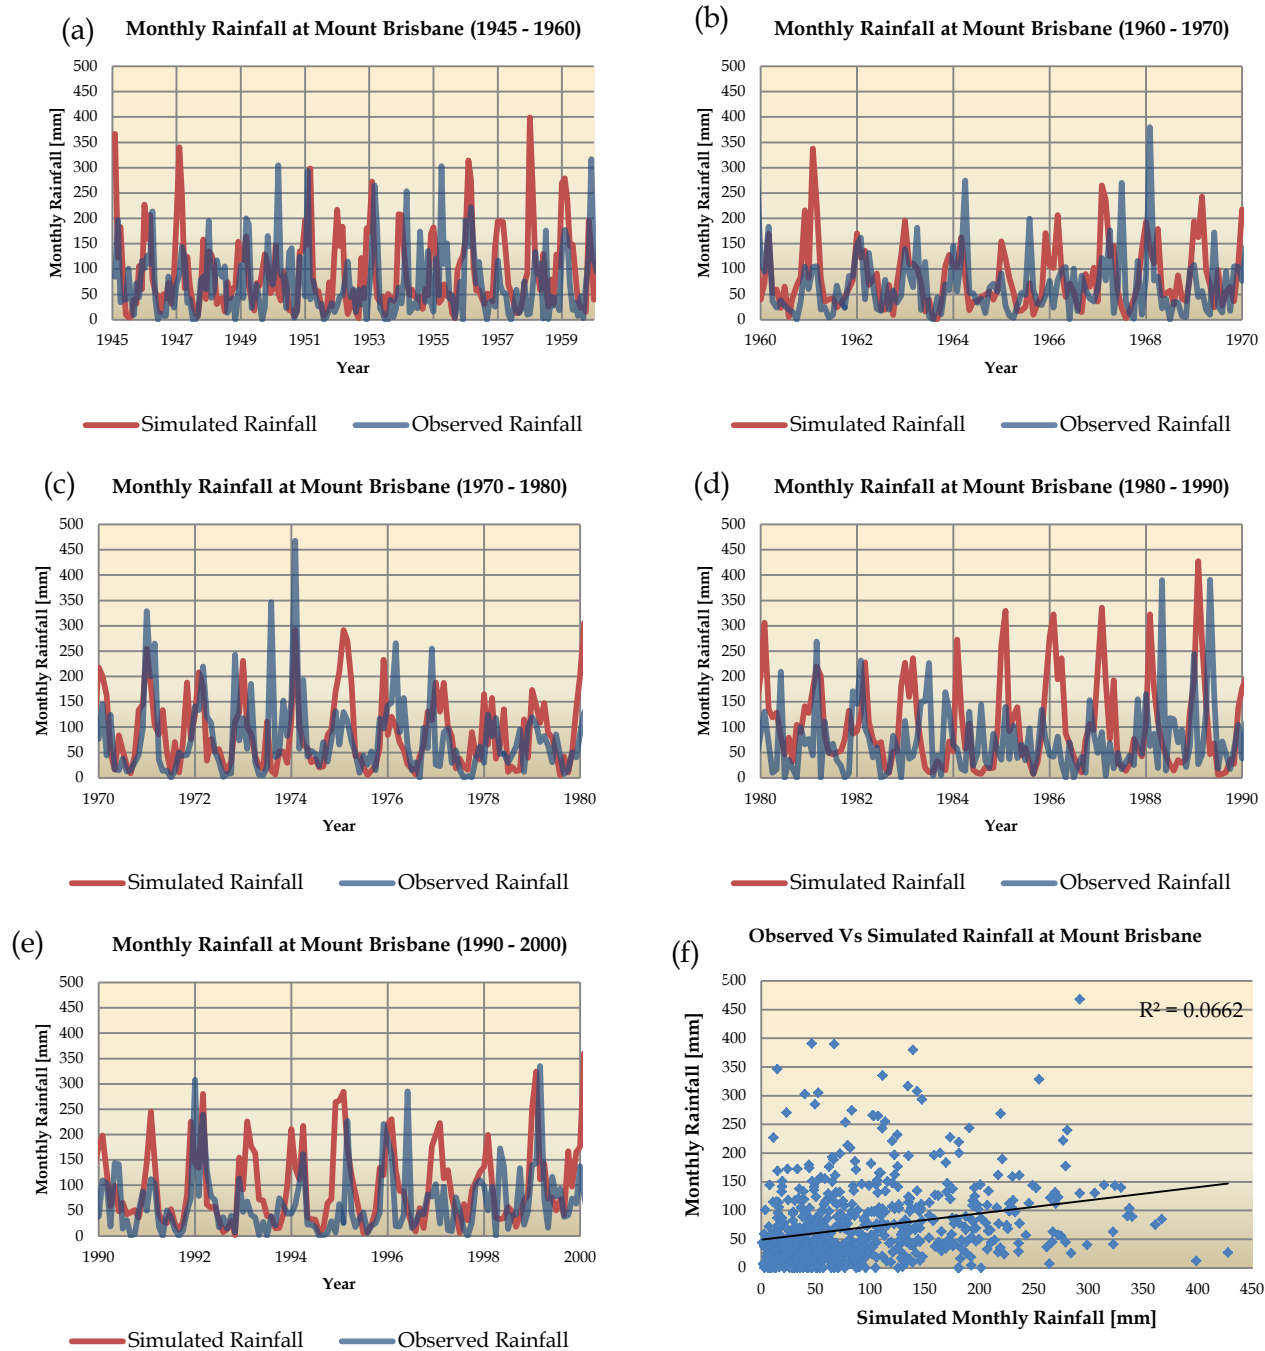 (a) Monthly Rainfall at Mount Brisbane (1945 - 1960)
Monthly Rainfall [mm]
500
450
400
350
300
250
200
150
100
50
0
1945 1947 1949 1951 1953 1955 1957 1959
Year
Simulated Rainfall Observed Rainfall
(b) Monthly Rainfall at Mount Brisbane (1960 - 1970)
Monthly Rainfall [mm]
500
450
400
350
300
250
200
150
100
50
0
1960 1962 1964 1966 1968 1970
Year
Simulated Rainfall Observed Rainfall
(c) Monthly Rainfall at Mount Brisbane (1970 - 1980)
Monthly Rainfall [mm]
500
450
400
350
300
250
200
150
100
50
0
1970 1972 1974 1976 1978 1980
Year
Simulated Rainfall Observed Rainfall
(d) Monthly Rainfall at Mount Brisbane (1980 - 1990)
Monthly Rainfall [mm]
500
450
400
350
300
250
200
150
100
50
0
1980 1982 1984 1986 1988 1990
Year
Simulated Rainfall Observed Rainfall
(e) Monthly Rainfall at Mount Brisbane (1990 - 2000)
Monthly Rainfall [mm]
500
450
400
350
300
250
200
150
100
50
0
1990 1992 1994 1996 1998 2000
Year
Simulated Rainfall Observed Rainfall
(f) Observed Vs Simulated Rainfall at Mount Brisbane
Monthly Rainfall [mm]
500
450
400
350
300
250
200
150
100
50
0
R² = 0.0662
0 50 100 150 200 250 300 350 400 450
Simulated Monthly Rainfall [mm]